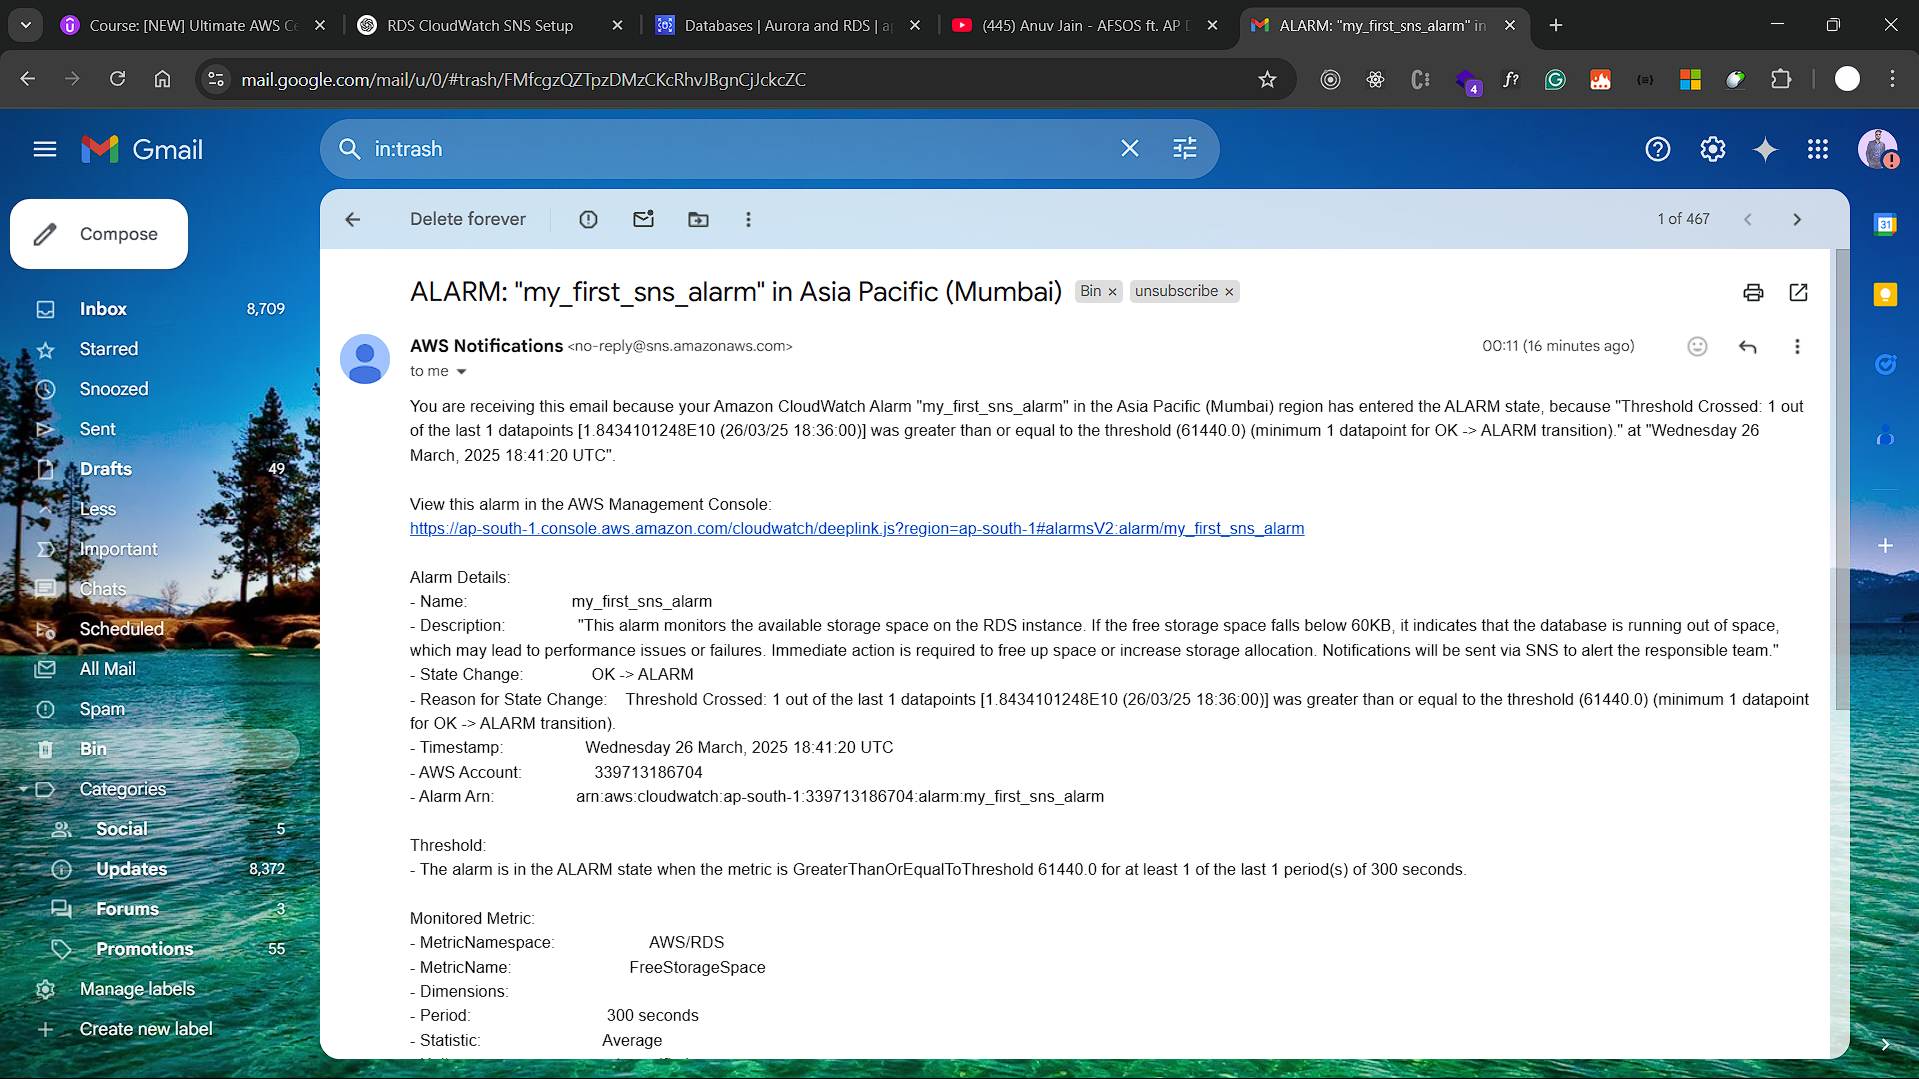 Course: [NEW] Ultimate AWS Ce
RDS CloudWatch SNS Setup
Databases | Aurora and RDS | a
(445) Anuv Jain - AFSOS ft. AP D
ALARM: "my_first_sns_alarm" in
mail.google.com/mail/u/0/#trash/FMfcgzQZTpzDMzCKcRhvJBgnCjJckcZC
4
f?
Gmail
in:trash
Compose
Delete forever
1 of 467
31
Inbox 8,709
Starred
Snoozed
Sent
Drafts 49
Less
Important
Chats
Scheduled
All Mail
Spam
Bin
Categories
Social 5
Updates 8,372
Forums 3
Promotions 55
Manage labels
Create new label
ALARM: "my_first_sns_alarm" in Asia Pacific (Mumbai) Bin × unsubscribe ×
AWS Notifications <no-reply@sns.amazonaws.com> 00:11 (16 minutes ago)
to me
You are receiving this email because your Amazon CloudWatch Alarm "my_first_sns_alarm" in the Asia Pacific (Mumbai) region has entered the ALARM state, because "Threshold Crossed: 1 out
of the last 1 datapoints [1.8434101248E10 (26/03/25 18:36:00)] was greater than or equal to the threshold (61440.0) (minimum 1 datapoint for OK -> ALARM transition)." at "Wednesday 26
March, 2025 18:41:20 UTC".
View this alarm in the AWS Management Console:
https://ap-south-1.console.aws.amazon.com/cloudwatch/deeplink.js?region=ap-south-1#alarmsV2:alarm/my_first_sns_alarm
Alarm Details:
- Name: my_first_sns_alarm
- Description: "This alarm monitors the available storage space on the RDS instance. If the free storage space falls below 60KB, it indicates that the database is running out of space,
which may lead to performance issues or failures. Immediate action is required to free up space or increase storage allocation. Notifications will be sent via SNS to alert the responsible team."
- State Change: OK -> ALARM
- Reason for State Change: Threshold Crossed: 1 out of the last 1 datapoints [1.8434101248E10 (26/03/25 18:36:00)] was greater than or equal to the threshold (61440.0) (minimum 1 datapoint
for OK -> ALARM transition).
- Timestamp: Wednesday 26 March, 2025 18:41:20 UTC
- AWS Account: 339713186704
- Alarm Arn: arn:aws:cloudwatch:ap-south-1:339713186704:alarm:my_first_sns_alarm
Threshold:
- The alarm is in the ALARM state when the metric is GreaterThanOrEqualToThreshold 61440.0 for at least 1 of the last 1 period(s) of 300 seconds.
Monitored Metric:
- MetricNamespace: AWS/RDS
- MetricName: FreeStorageSpace
- Dimensions:
- Period: 300 seconds
- Statistic: Average